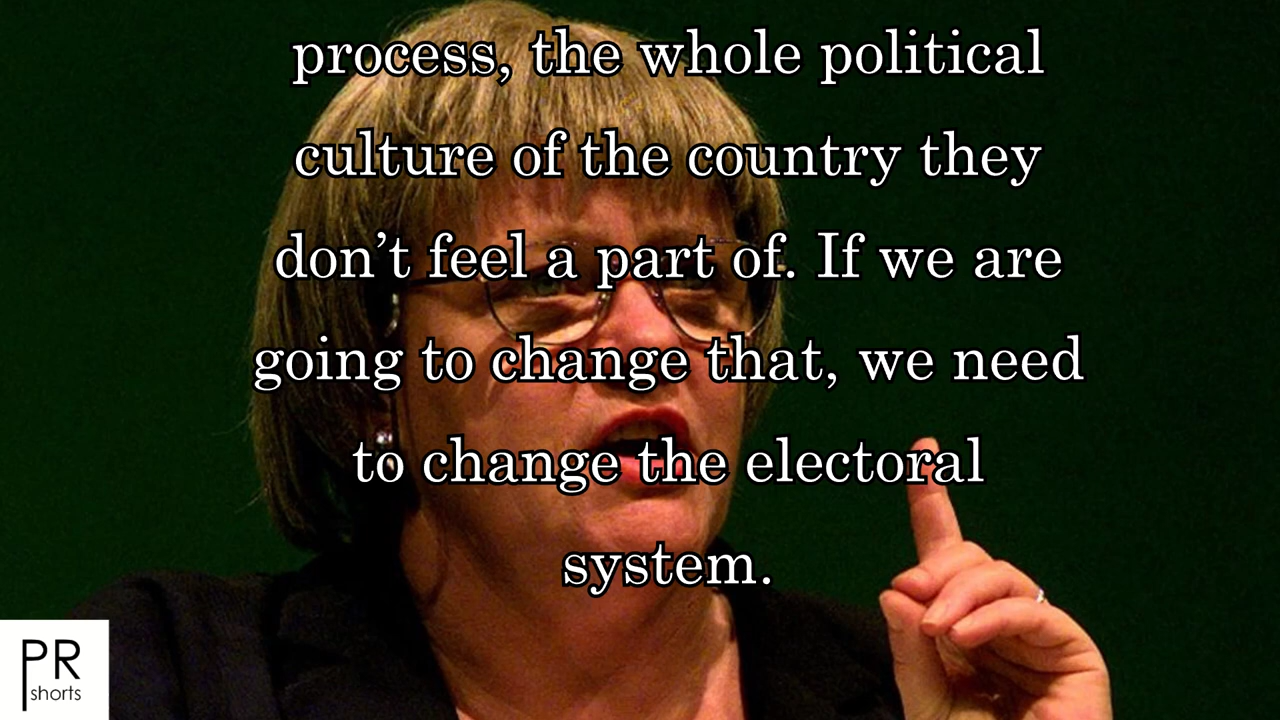 process, the whole political
culture of the country they
don’t feel a part of. If we are
going to change that, we need
to change the electoral
system.
PR
shorts